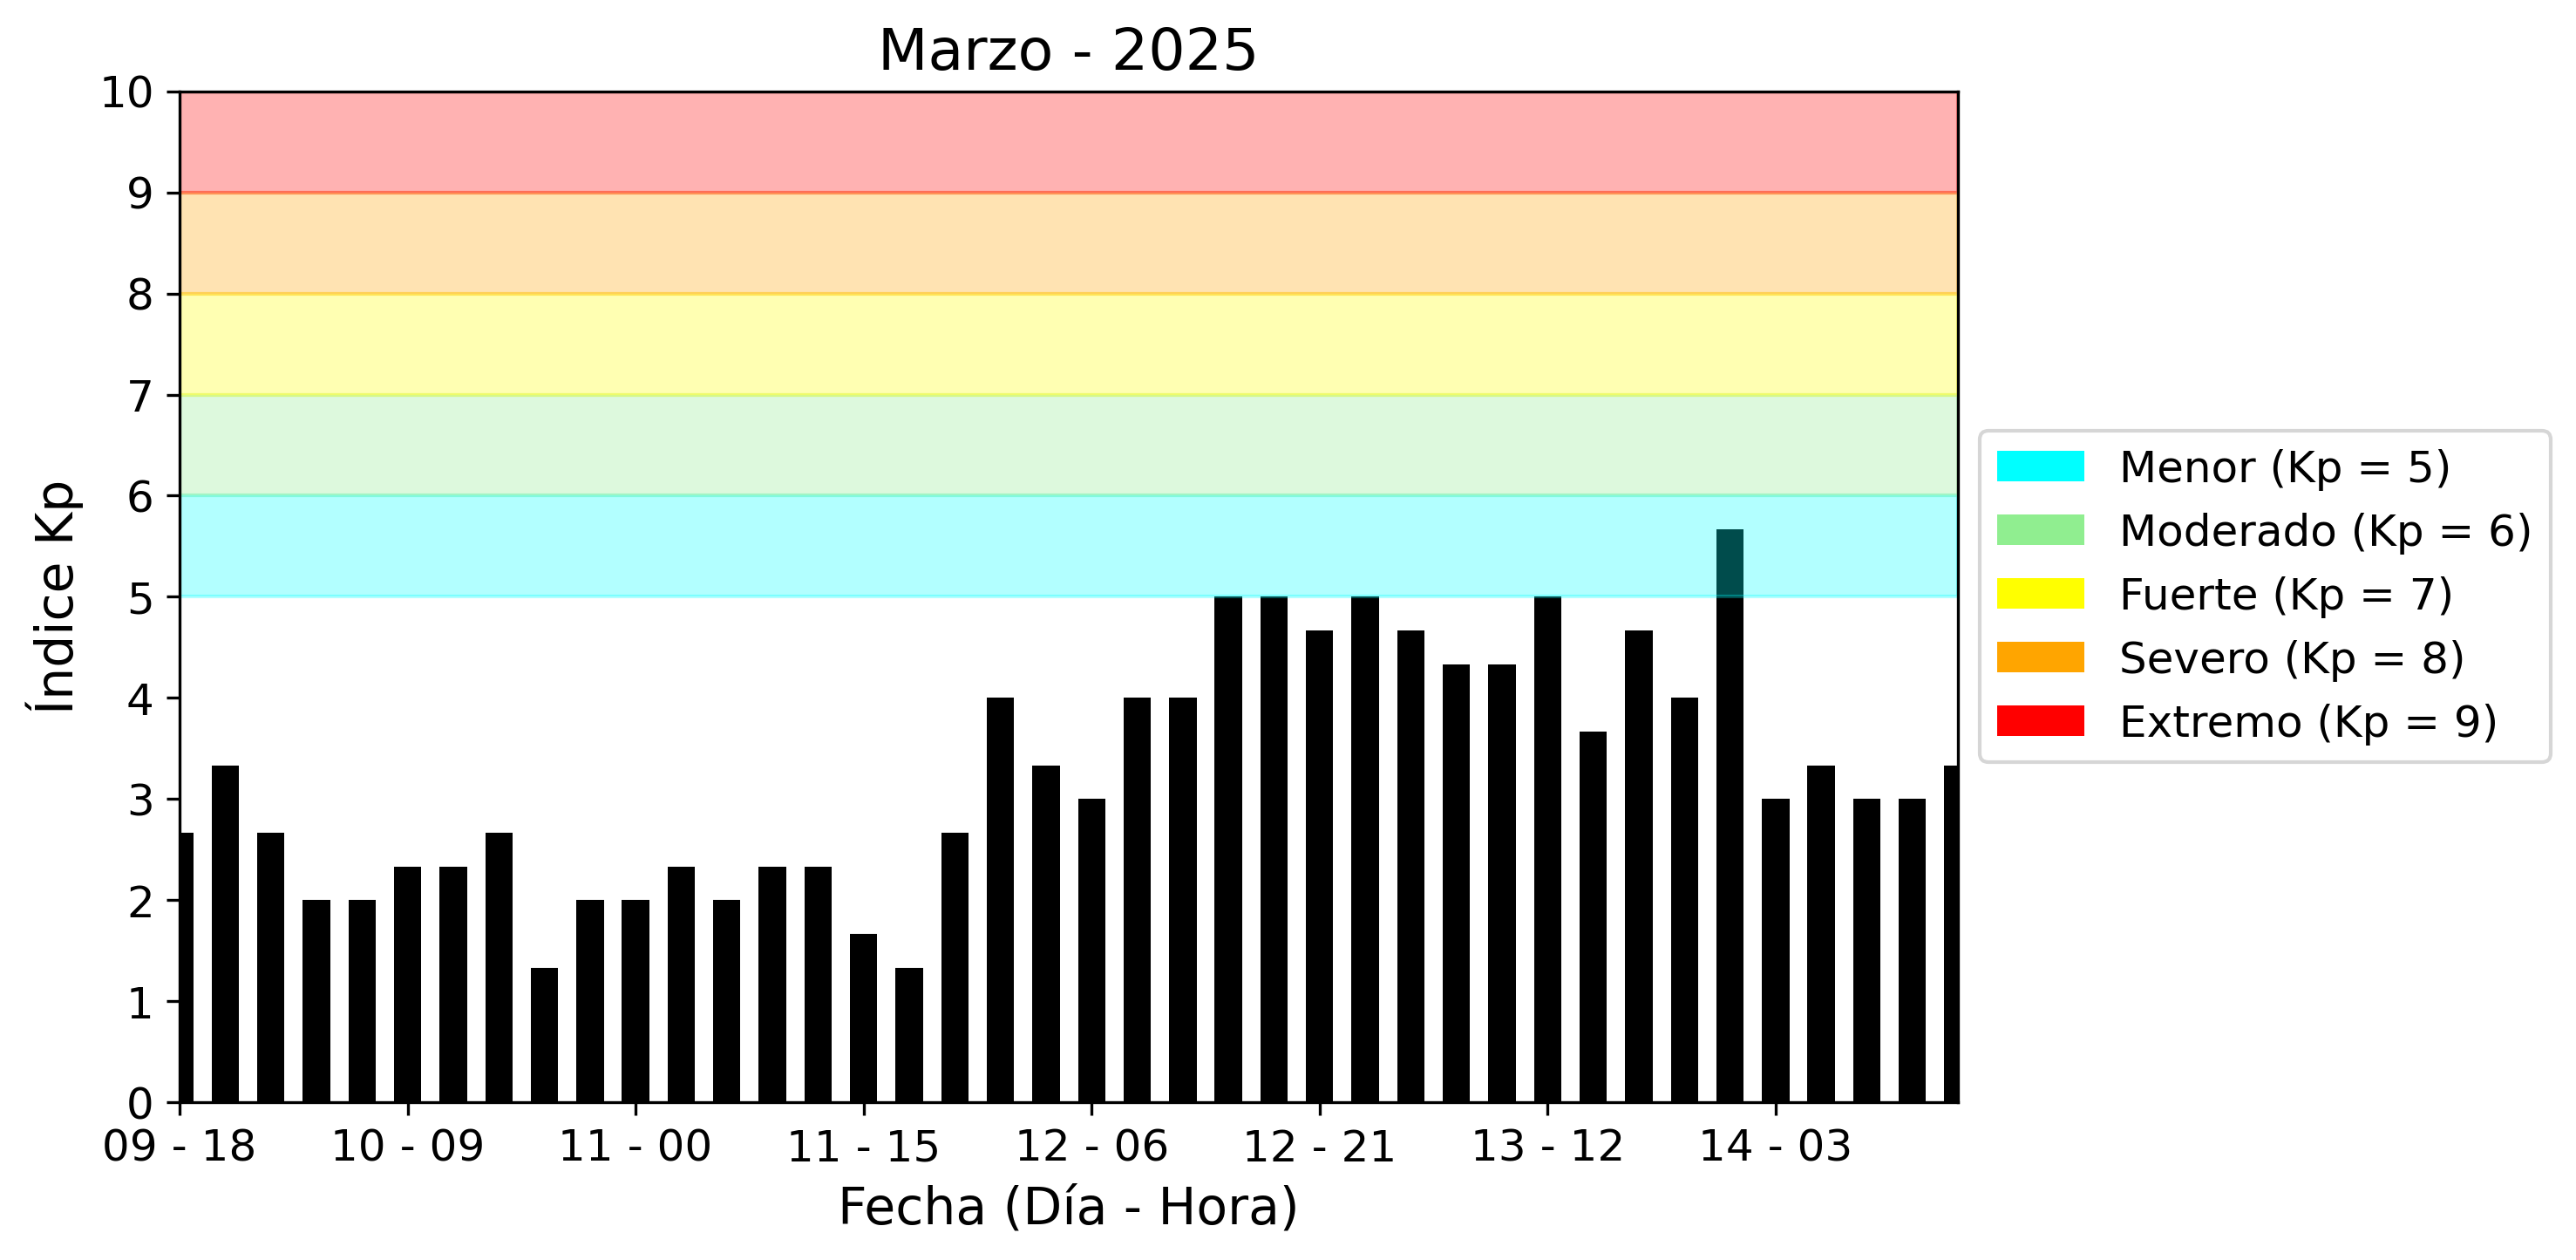 Marzo - 2025
10
9
8
7
6
5
4
3
2
1
0
Índice Kp
09 - 18
10 - 09
11 - 00
11 - 15
12 - 06
12 - 21
13 - 12
14 - 03
Fecha (Día - Hora)
Menor (Kp = 5)
Moderado (Kp = 6)
Fuerte (Kp = 7)
Severo (Kp = 8)
Extremo (Kp = 9)